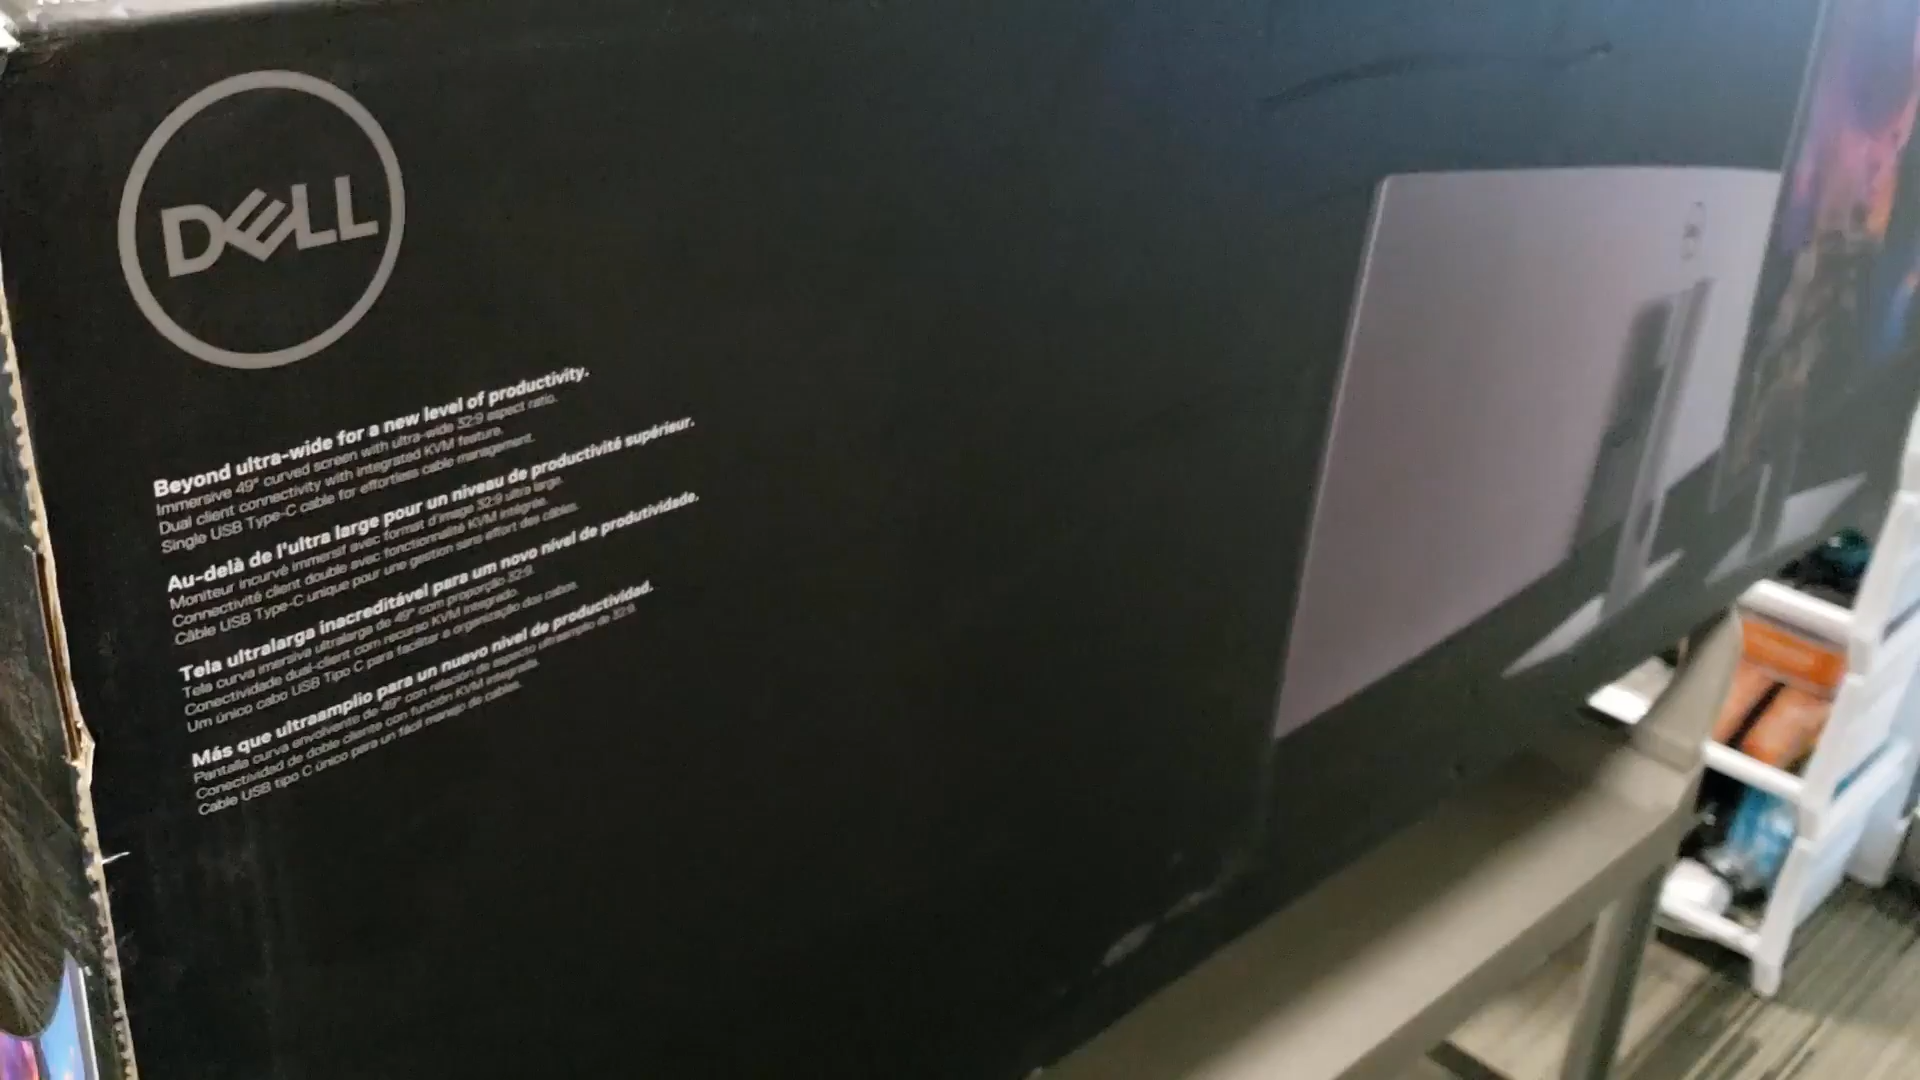 DELL
Beyond ultra-wide for a new level of productivity.
Immersive 49" curved screen with ultra-wide 32:9 aspect ratio.
Dual client connectivity with integrated KVM feature.
Single USB Type-C cable for effortless cable management.
Au-delà de l'ultra large pour un niveau de productivité supérieur.
Moniteur incurvé immersif avec format d'image 32:9 ultra large.
Connectivité client double avec fonctionnalité KVM intégrée.
Câble USB Type-C unique pour une gestion sans effort des câbles.
Tela ultralarga inacreditável para um novo nível de produtividade.
Tela curva imersiva ultralarga de 49" com proporção 32:9.
Conectividade dual-client com recurso KVM integrado.
Um único cabo USB Tipo C para facilitar a organização dos cabos.
Más que ultraamplio para un nuevo nivel de productividad.
Pantalla curva envolvente de 49" con relación de aspecto ultraamplio de 32:9.
Conectividad de doble cliente con función KVM integrada.
Cable USB tipo C único para un fácil manejo de cables.